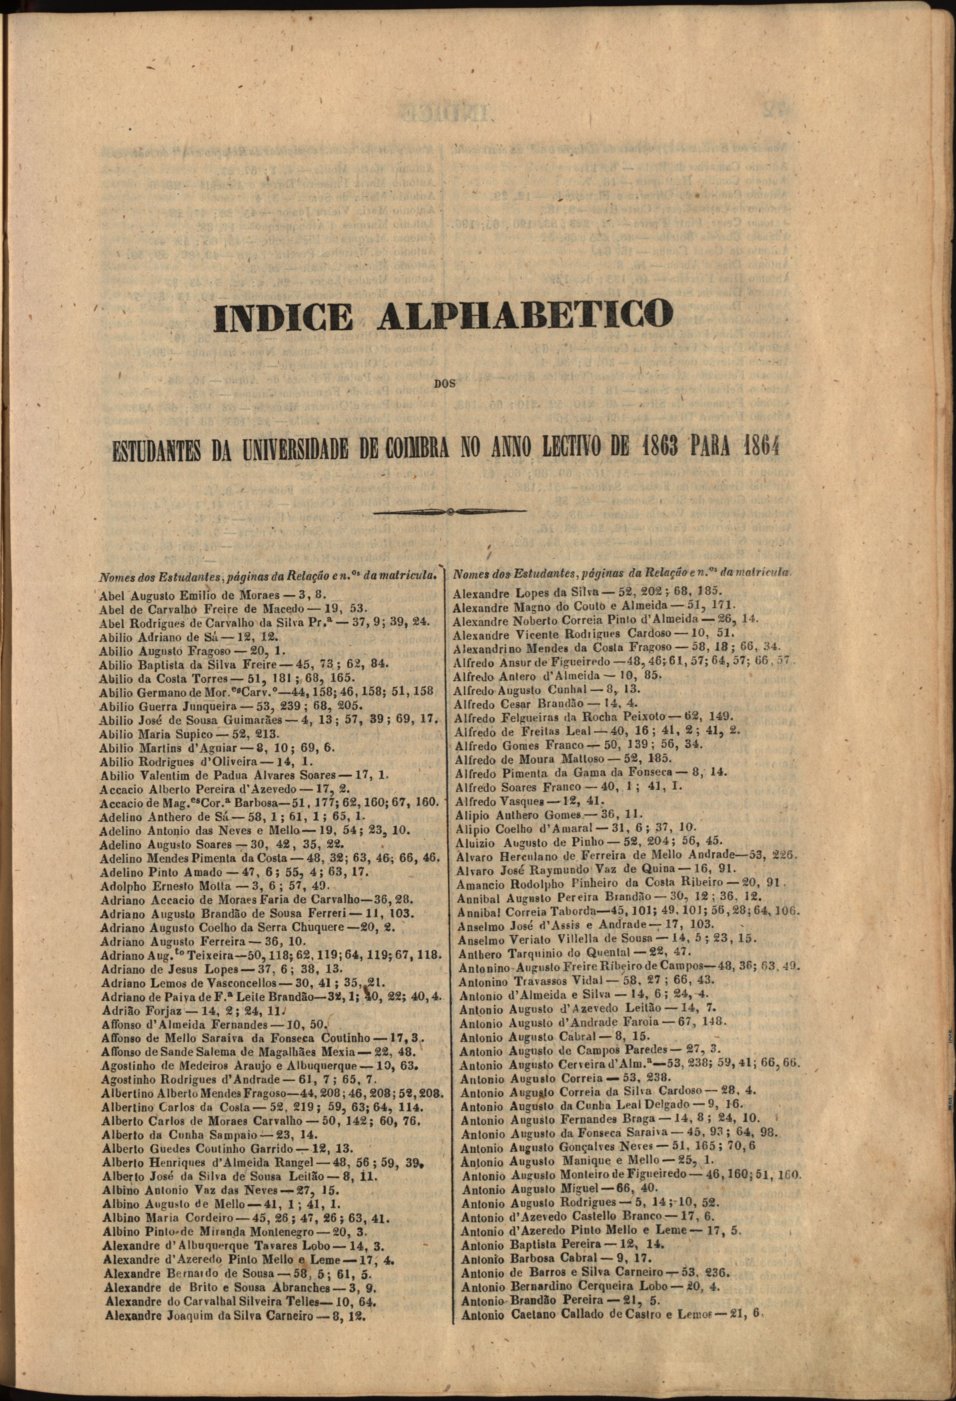 INDICE ALPHABETICO
DOS
ESTUDANTES DA UNIVERSIDADE DE COIMBRA NO ANNO LECTIVO DE 1863 PARA 1864
Nomes dos Estudantes, páginas da Relação e n.os da matricula.
Abel Augusto Emilio de Moraes — 3, 8.
Abel de Carvalho Freire de Macedo — 19, 53.
Abel Rodrigues de Carvalho da Silva Pr.ª — 37, 9; 39, 24.
Abilio Adriano de Sá — 12, 12.
Abilio Augusto Fragoso — 20, 1.
Abilio Baptista da Silva Freire — 45, 73; 62, 84.
Abilio da Costa Torres — 51, 181; 68, 165.
Abilio Germano de Mor.es Carv.o — 44, 158; 46, 158; 51, 158
Abilio Guerra Junqueira — 53, 239; 68, 205.
Abilio José de Sousa Guimarães — 4, 13; 57, 39; 69, 17.
Abilio Maria Supico — 52, 213.
Abilio Martins d'Aguiar — 8, 10; 69, 6.
Abilio Rodrigues d'Oliveira — 14, 1.
Abilio Valentim de Padua Alvares Soares — 17, 1.
Accacio Alberto Pereira d'Azevedo — 17, 2.
Accacio de Mag.es Cor.ª Barbosa — 51, 177; 62, 160; 67, 160.
Adelino Anthero de Sá — 58, 1; 61, 1; 65, 1.
Adelino Antonio das Neves e Mello — 19, 54; 23, 10.
Adelino Augusto Soares — 30, 42, 35, 22.
Adelino Mendes Pimenta da Costa — 48, 32; 63, 46; 66, 46.
Adelino Pinto Amado — 47, 6; 55, 4; 63, 17.
Adolpho Ernesto Motta — 3, 6; 57, 49.
Adriano Accacio de Moraes Faria de Carvalho — 36, 28.
Adriano Augusto Brandão de Sousa Ferreri — 11, 103.
Adriano Augusto Coelho da Serra Chuquere — 20, 2.
Adriano Augusto Ferreira — 36, 10.
Adriano Aug.to Teixeira — 50, 118; 62, 119; 64, 119; 67, 118.
Adriano de Jesus Lopes — 37, 6; 38, 13.
Adriano Lemos de Vasconcellos — 30, 41; 35, 21.
Adriano de Paiva de F.ª Leite Brandão — 32, 1; 40, 22; 40, 4.
Adrião Forjaz — 14, 2; 24, 11.
Affonso d'Almeida Fernandes — 10, 50.
Affonso de Mello Saraiva da Fonseca Coutinho — 17, 3.
Affonso de Sande Salema de Magalhães Mexia — 22, 48.
Agostinho de Medeiros Araujo e Albuquerque — 10, 63.
Agostinho Rodrigues d'Andrade — 61, 7; 65, 7.
Albertino Alberto Mendes Fragoso — 44, 208; 46, 208; 52, 208.
Albertino Carlos da Costa — 52, 219; 59, 63; 64, 114.
Alberto Carlos de Moraes Carvalho — 50, 142; 60, 76.
Alberto da Cunha Sampaio — 23, 14.
Alberto Guedes Coutinho Garrido — 12, 13.
Alberto Henriques d'Almeida Rangel — 48, 56; 59, 39.
Alberto José da Silva de Sousa Leitão — 8, 11.
Albino Antonio Vaz das Neves — 27, 15.
Albino Augusto de Mello — 41, 1; 41, 1.
Albino Maria Cordeiro — 45, 26; 47, 26; 63, 41.
Albino Pinto de Miranda Montenegro — 20, 3.
Alexandre d'Albuquerque Tavares Lobo — 14, 3.
Alexandre d'Azeredo Pinto Mello e Leme — 17, 4.
Alexandre Bernardo de Sousa — 58, 5; 61, 5.
Alexandre de Brito e Sousa Abranches — 3, 9.
Alexandre do Carvalhal Silveira Telles — 10, 64.
Alexandre Joaquim da Silva Carneiro — 8, 12.
Nomes dos Estudantes, páginas da Relação e n.os da matricula.
Alexandre Lopes da Silva — 52, 202; 68, 185.
Alexandre Magno do Couto e Almeida — 51, 171.
Alexandre Noberto Correia Pinto d'Almeida — 26, 14.
Alexandre Vicente Rodrigues Cardoso — 10, 51.
Alexandrino Mendes da Costa Fragoso — 58, 18; 66, 34.
Alfredo Ansur de Figueiredo — 48, 46; 61, 57; 64, 57; 66, 57.
Alfredo Antero d'Almeida — 10, 85.
Alfredo Augusto Cunhal — 8, 13.
Alfredo Cesar Brandão — 14, 4.
Alfredo Felgueiras da Rocha Peixoto — 62, 149.
Alfredo de Freitas Leal — 40, 16; 41, 2; 41, 2.
Alfredo Gomes Franco — 50, 139; 56, 34.
Alfredo de Moura Mattoso — 52, 185.
Alfredo Pimenta da Gama da Fonseca — 8, 14.
Alfredo Soares Franco — 40, 1; 41, 1.
Alfredo Vasques — 12, 41.
Alipio Anthero Gomes — 36, 11.
Alipio Coelho d'Amaral — 31, 6; 37, 10.
Aluizio Augusto de Pinho — 52, 204; 56, 45.
Alvaro Herculano de Ferreira de Mello Andrade — 53, 226.
Alvaro José Raymundo Vaz de Quina — 16, 91.
Amancio Rodolpho Pinheiro da Costa Ribeiro — 20, 91.
Annibal Augusto Pereira Brandão — 30, 12; 36, 12.
Annibal Correia Taborda — 45, 101; 49, 101; 56, 28; 64, 106.
Anselmo José d'Assis e Andrade — 17, 103.
Anselmo Veriato Villella de Sousa — 14, 5; 23, 15.
Anthero Tarquinio do Quental — 22, 47.
Antonino Augusto Freire Ribeiro de Campos — 48, 36; 63, 49.
Antonino Travassos Vidal — 58, 27; 66, 43.
Antonio d'Almeida e Silva — 14, 6; 24, 4.
Antonio Augusto d'Azevedo Leitão — 14, 7.
Antonio Augusto d'Andrade Faroia — 67, 148.
Antonio Augusto Cabral — 8, 15.
Antonio Augusto de Campos Paredes — 27, 3.
Antonio Augusto Cerveira d'Alm.ª — 53, 238; 59, 41; 66, 66.
Antonio Augusto Correia — 53, 238.
Antonio Augusto Correia da Silva Cardoso — 28, 4.
Antonio Augusto da Cunha Leal Delgado — 9, 16.
Antonio Augusto Fernandes Braga — 14, 8; 24, 10.
Antonio Augusto da Fonseca Saraiva — 45, 93; 64, 98.
Antonio Augusto Gonçalves Neves — 51, 165; 70, 6
Antonio Augusto Manique e Mello — 25, 1.
Antonio Augusto Monteiro de Figueiredo — 46, 160; 51, 160.
Antonio Augusto Miguel — 66, 40.
Antonio Augusto Rodrigues — 5, 14; 10, 52.
Antonio d'Azevedo Castello Branco — 17, 6.
Antonio d'Azeredo Pinto Mello e Leme — 17, 5.
Antonio Baptista Pereira — 12, 14.
Antonio Barbosa Cabral — 9, 17.
Antonio de Barros e Silva Carneiro — 53, 236.
Antonio Bernardino Cerqueira Lobo — 20, 4.
Antonio Brandão Pereira — 21, 5.
Antonio Caetano Callado de Castro e Lemos — 21, 6.